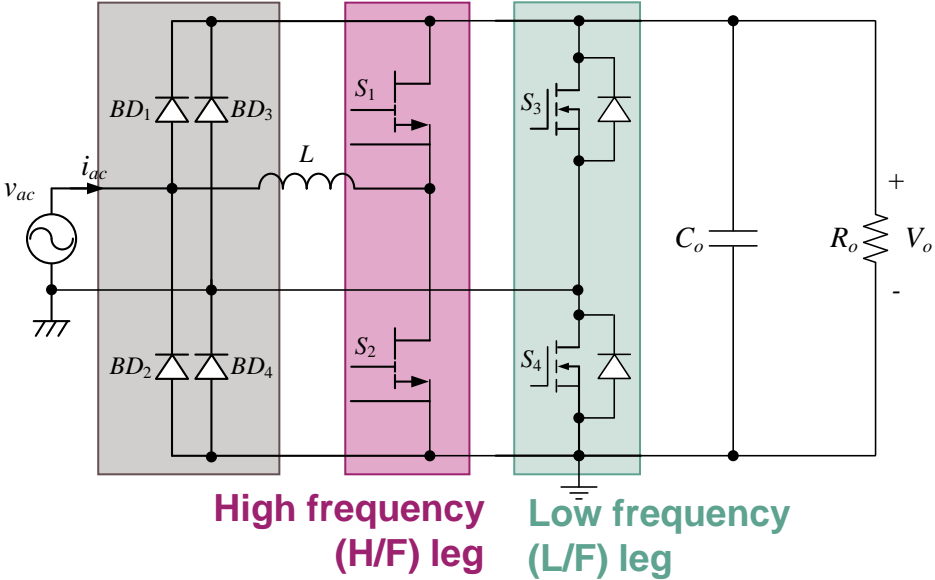 S1
S3
BD1
BD3
L
iac
vac
+
Co
Ro
Vo
-
S2
S4
BD2
BD4
High frequency
(H/F) leg
Low frequency
(L/F) leg